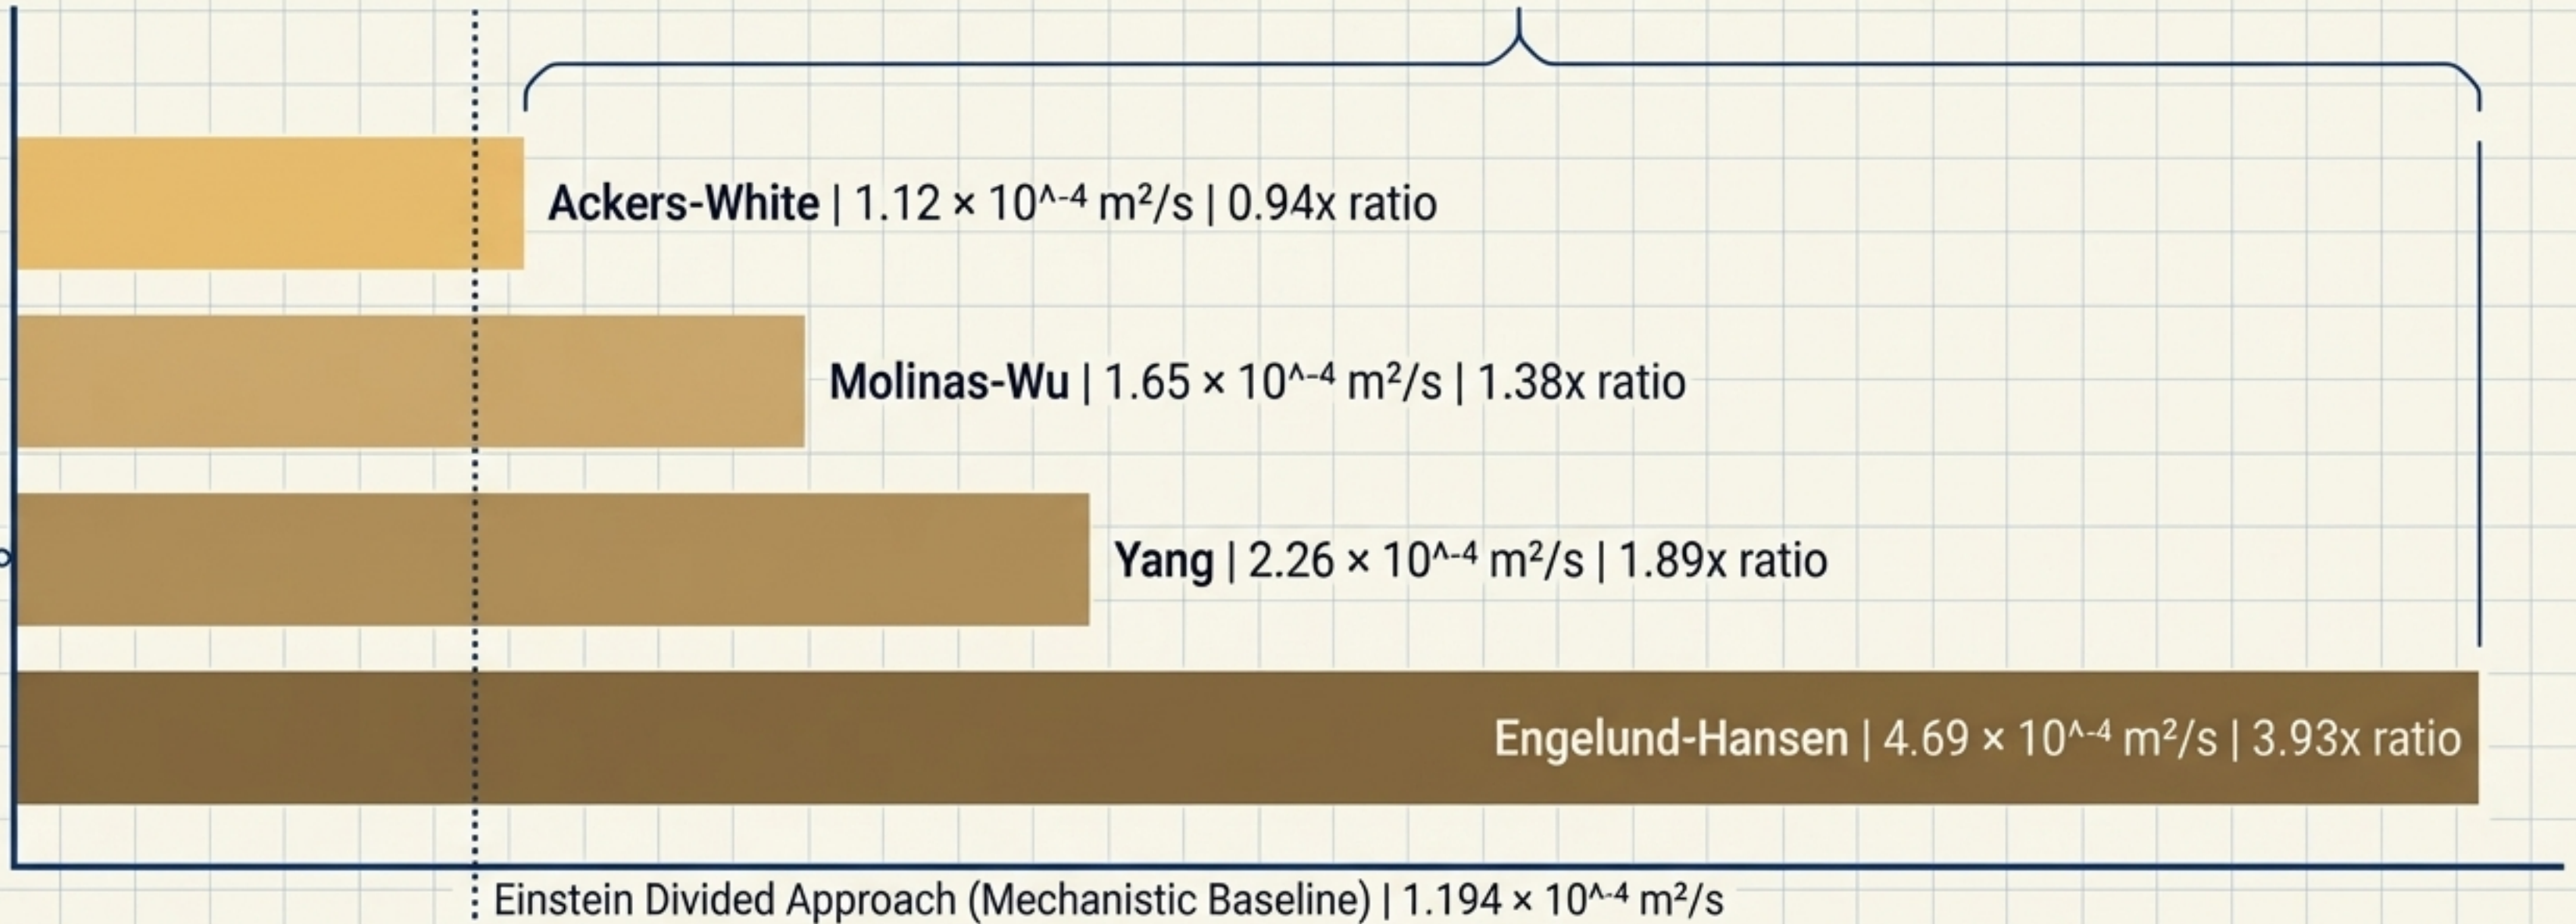 Ackers-White | 1.12 × 10^-4 m²/s | 0.94x ratio
Molinas-Wu | 1.65 × 10^-4 m²/s | 1.38x ratio
Yang | 2.26 × 10^-4 m²/s | 1.89x ratio
Engelund-Hansen | 4.69 × 10^-4 m²/s | 3.93x ratio
Einstein Divided Approach (Mechanistic Baseline) | 1.194 × 10^-4 m²/s